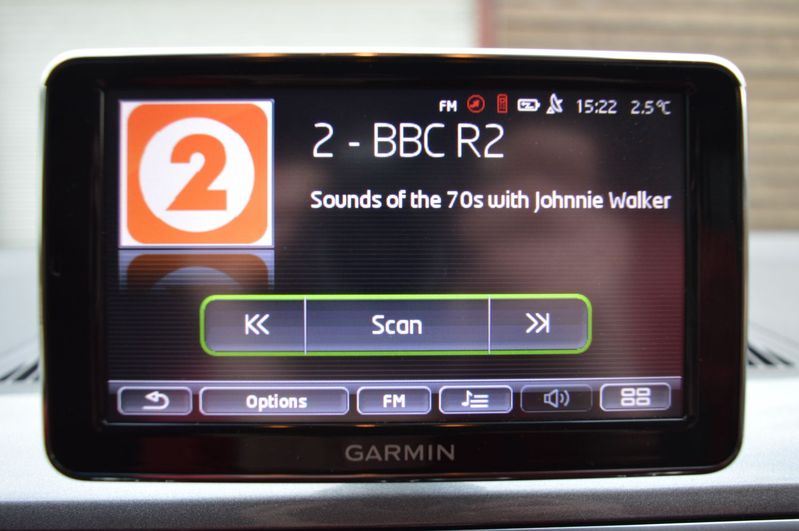 FM 15:22 2.5°C
2
2 - BBC R2
Sounds of the 70s with Johnnie Walker
Scan
Options FM
GARMIN